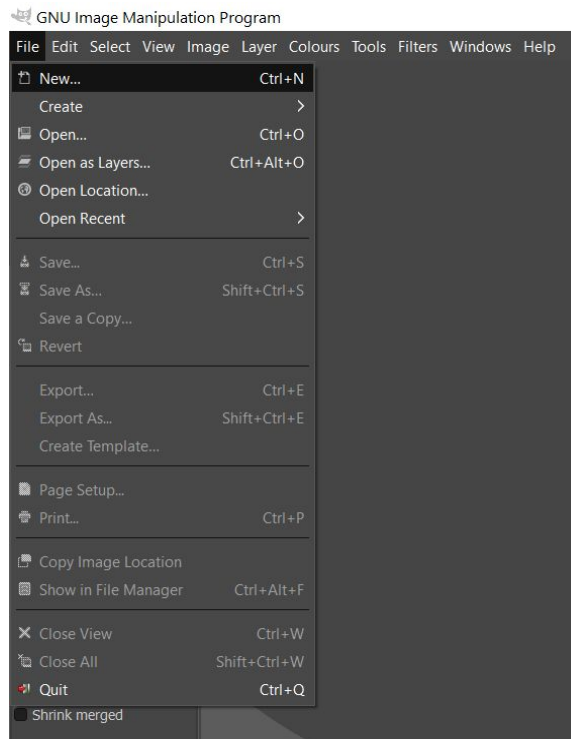 GNU Image Manipulation Program
File Edit Select View Image Layer Colours Tools Filters Windows Help
New... Ctrl+N
Create >
Open... Ctrl+O
Open as Layers... Ctrl+Alt+O
Open Location...
Open Recent >
Save... Ctrl+S
Save As... Shift+Ctrl+S
Save a Copy...
Revert
Export... Ctrl+E
Export As... Shift+Ctrl+E
Create Template...
Page Setup...
Print... Ctrl+P
Copy Image Location
Show in File Manager Ctrl+Alt+F
Close View Ctrl+W
Close All Shift+Ctrl+W
Quit Ctrl+Q
Shrink merged